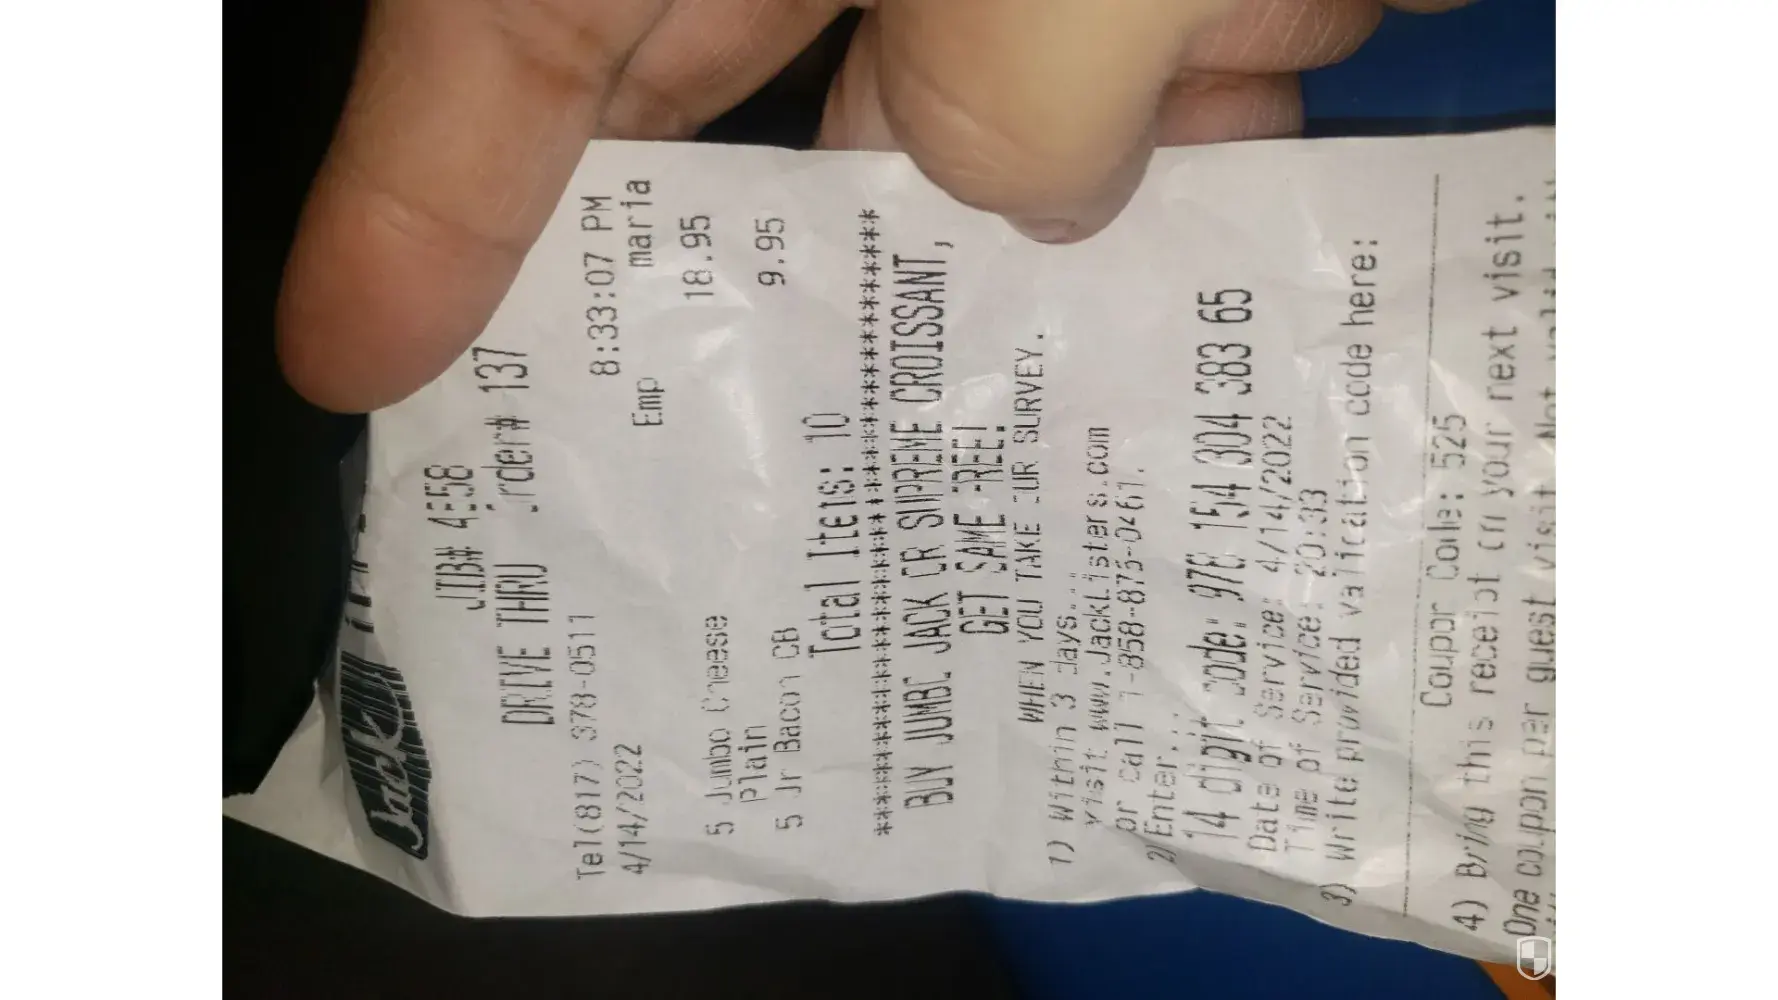 Jack
JIB# 4558
DRIVE THRU Order# 137
Tel(817) 378-0511
4/14/2022 8:33:07 PM
Emp maria
5 Jumbo Cheese 18.95
Plain
5 Jr Bacon CB 9.95
Total Items: 10
********************************
BUY JUMBO JACK OR SUPREME CROISSANT,
GET SAME FREE!
WHEN YOU TAKE OUR SURVEY.
1) Within 3 days...
visit www.JackListens.com
or call 1-858-875-0461.
2) Enter...
14 digit code: 978 154 304 383 65
Date of Service: 4/14/2022
Time of Service: 20:33
3) Write provided validation code here:
Coupon Code: 525
4) Bring this receipt on your next visit.
One coupon per guest visit. Not valid with